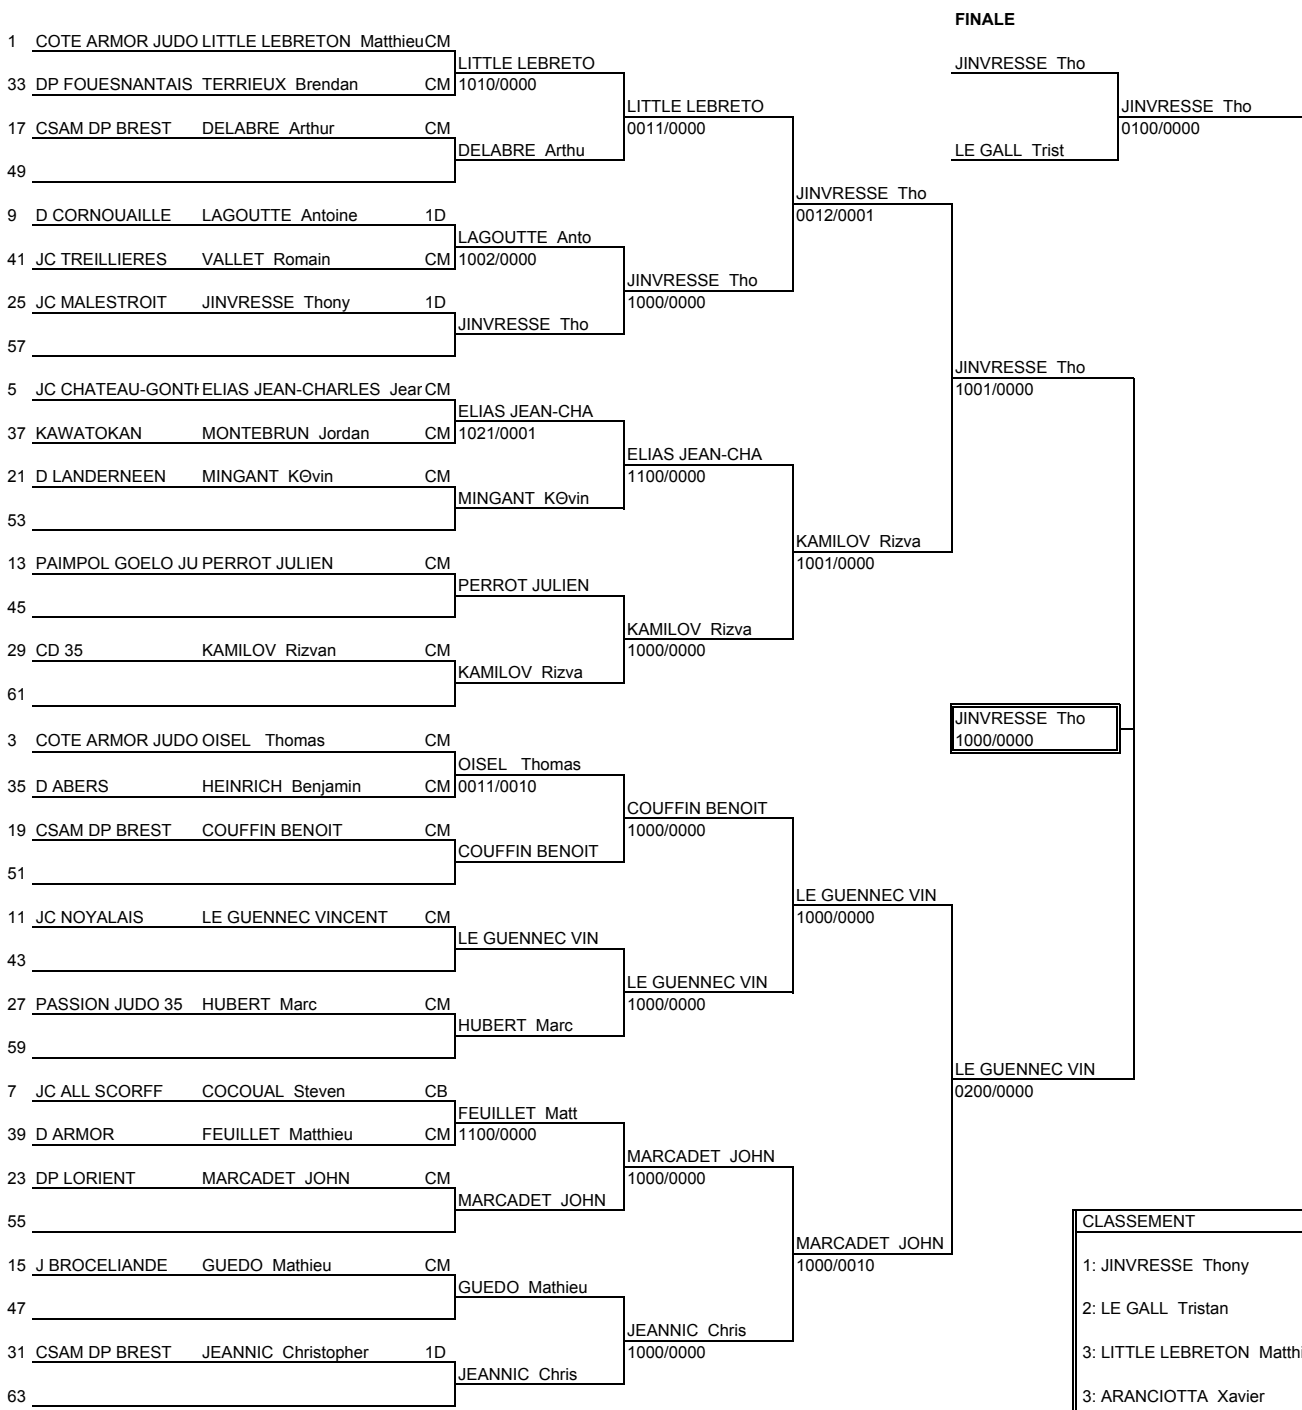 FINALE
1 COTE ARMOR JUDO LITTLE LEBRETON Matthieu CM
LITTLE LEBRETO
JINVRESSE Tho
33 DP FOUESNANTAIS TERRIEUX Brendan CM 1010/0000
LITTLE LEBRETO
JINVRESSE Tho
17 CSAM DP BREST DELABRE Arthur CM
0011/0000
0100/0000
DELABRE Arthu
LE GALL Trist
49
JINVRESSE Tho
9 D CORNOUAILLE LAGOUTTE Antoine 1D
0012/0001
LAGOUTTE Anto
41 JC TREILLIERES VALLET Romain CM 1002/0000
JINVRESSE Tho
25 JC MALESTROIT JINVRESSE Thony 1D
1000/0000
JINVRESSE Tho
57
JINVRESSE Tho
5 JC CHATEAU-GONTI ELIAS JEAN-CHARLES Jear CM
1001/0000
ELIAS JEAN-CHA
37 KAWATOKAN MONTEBRUN Jordan CM 1021/0001
ELIAS JEAN-CHA
21 D LANDERNEEN MINGANT KΘvin CM
1100/0000
MINGANT KΘvin
53
KAMILOV Rizva
13 PAIMPOL GOELO JU PERROT JULIEN CM
1001/0000
PERROT JULIEN
45
KAMILOV Rizva
29 CD 35 KAMILOV Rizvan CM
1000/0000
KAMILOV Rizva
61
JINVRESSE Tho
3 COTE ARMOR JUDO OISEL Thomas CM
1000/0000
OISEL Thomas
35 D ABERS HEINRICH Benjamin CM 0011/0010
COUFFIN BENOIT
19 CSAM DP BREST COUFFIN BENOIT CM
1000/0000
COUFFIN BENOIT
51
LE GUENNEC VIN
11 JC NOYALAIS LE GUENNEC VINCENT CM
1000/0000
LE GUENNEC VIN
43
LE GUENNEC VIN
27 PASSION JUDO 35 HUBERT Marc CM
1000/0000
HUBERT Marc
59
LE GUENNEC VIN
7 JC ALL SCORFF COCOUAL Steven CB
0200/0000
FEUILLET Matt
39 D ARMOR FEUILLET Matthieu CM 1100/0000
MARCADET JOHN
23 DP LORIENT MARCADET JOHN CM
1000/0000
MARCADET JOHN
55
CLASSEMENT
MARCADET JOHN
15 J BROCELIANDE GUEDO Mathieu CM
1000/0010
1: JINVRESSE Thony
GUEDO Mathieu
47
2: LE GALL Tristan
JEANNIC Chris
31 CSAM DP BREST JEANNIC Christopher 1D
1000/0000
3: LITTLE LEBRETON Matthi
JEANNIC Chris
63
3: ARANCIOTTA Xavier